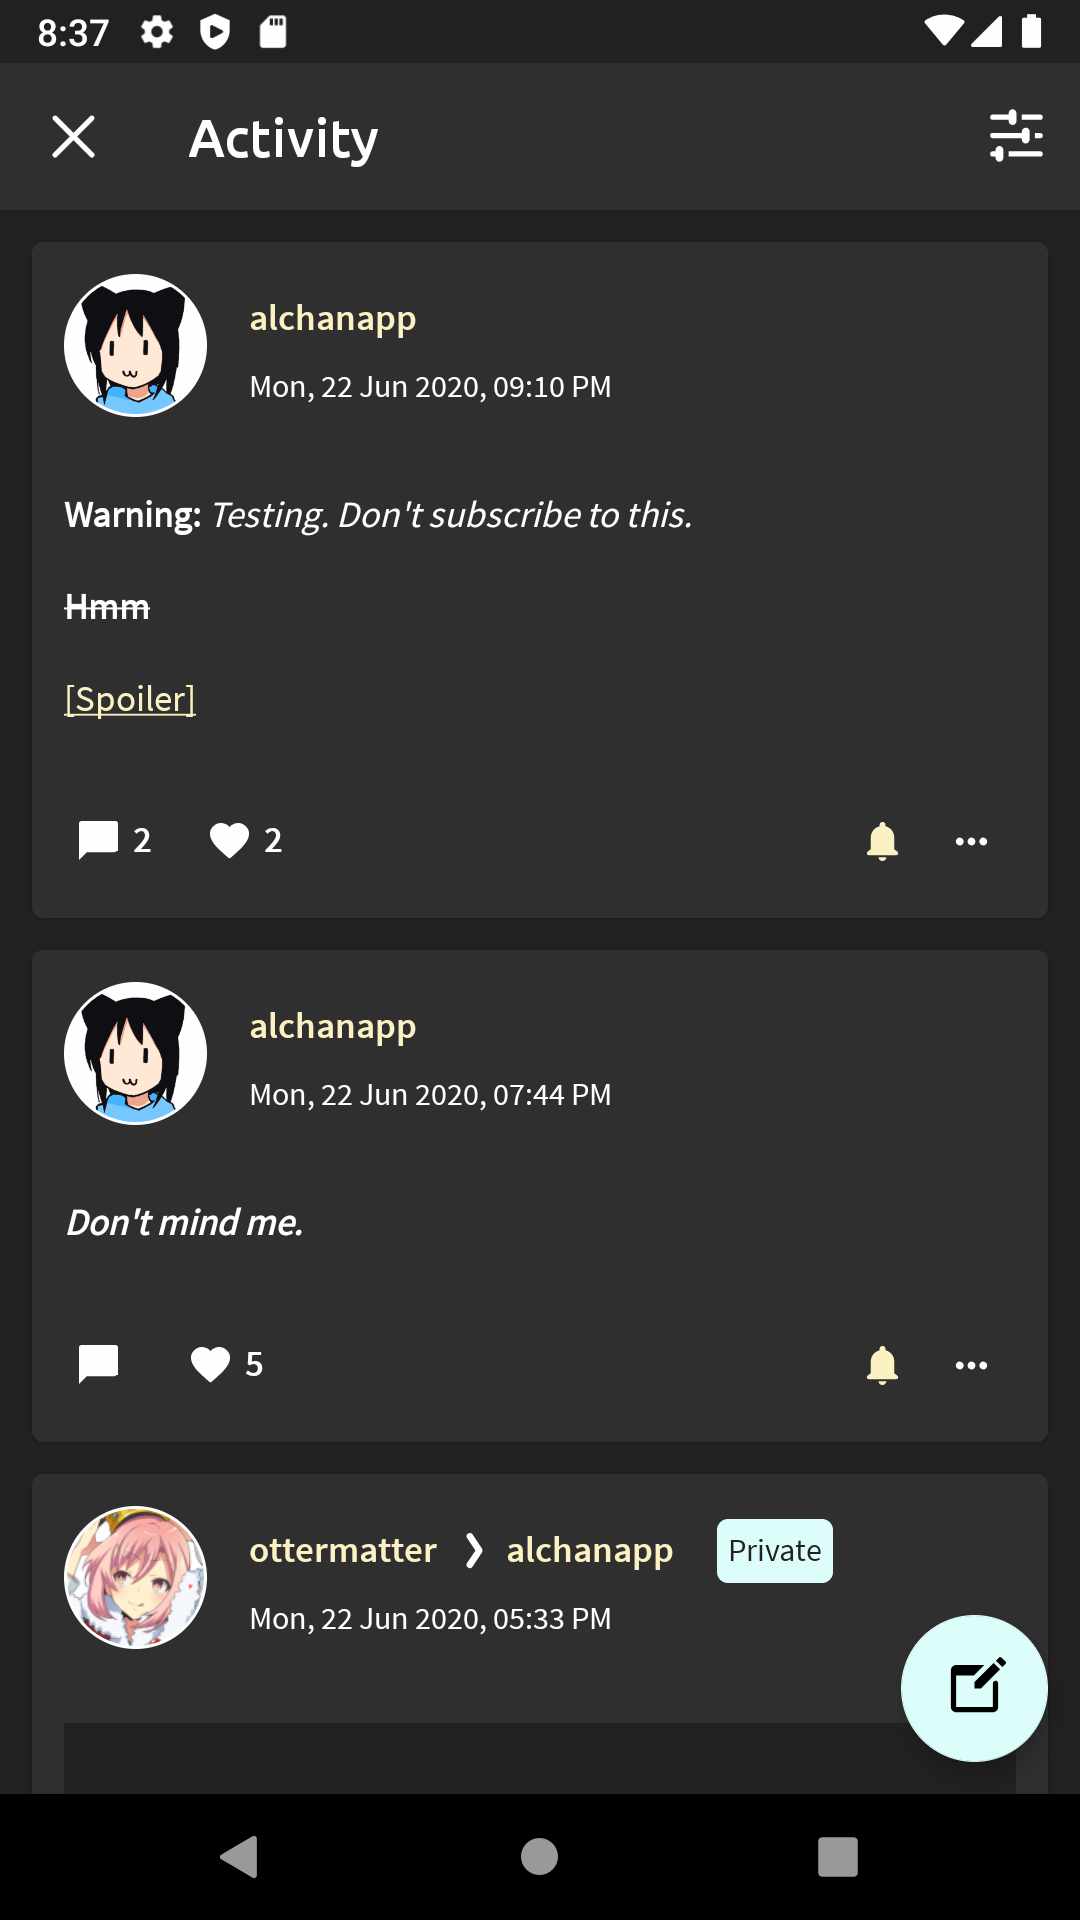 8:37
Activity
alchanapp
Mon, 22 Jun 2020, 09:10 PM
Warning: Testing. Don't subscribe to this.
Hmm
[Spoiler]
2 2
alchanapp
Mon, 22 Jun 2020, 07:44 PM
Don't mind me.
5
ottermatter ❯ alchanapp Private
Mon, 22 Jun 2020, 05:33 PM